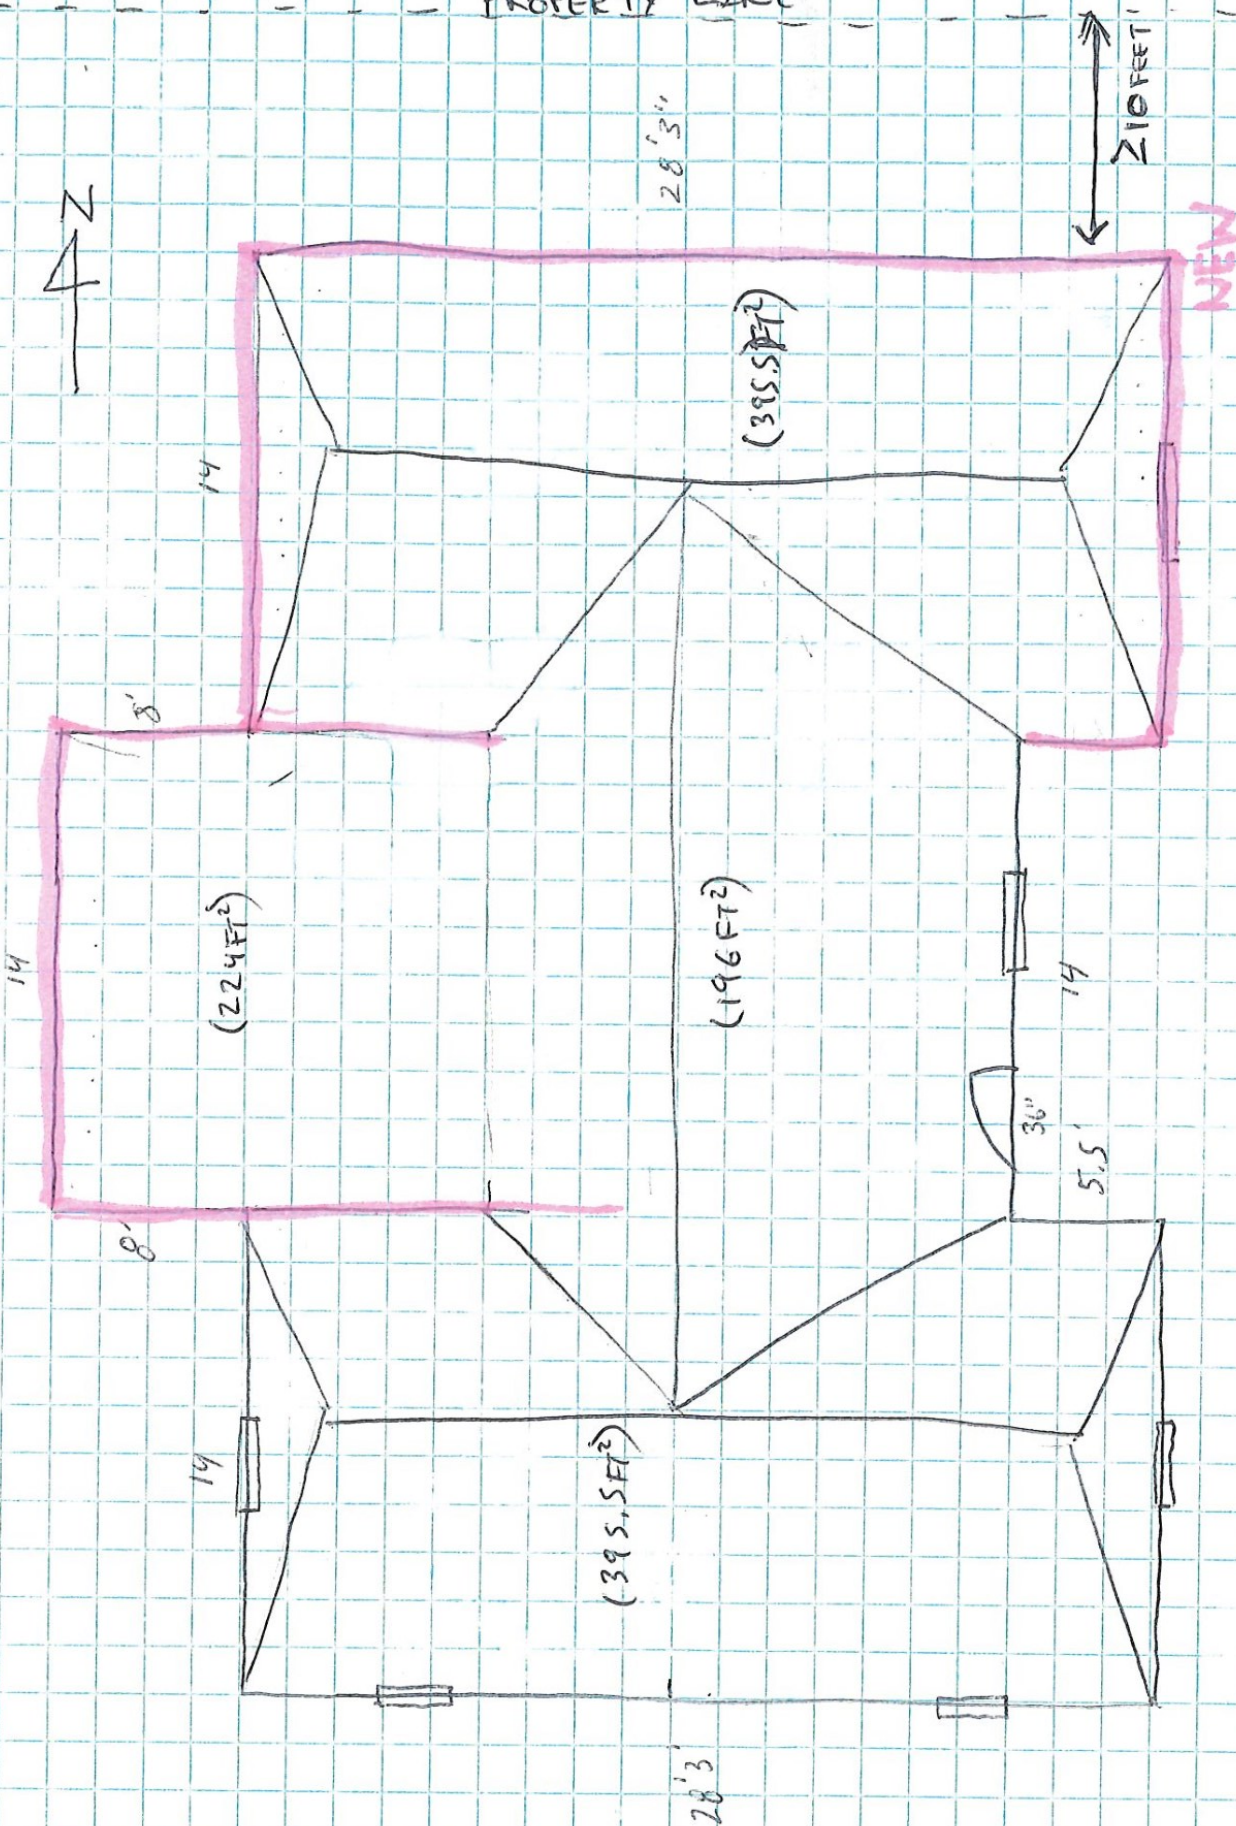 PROPERTY LINE
≥10 FEET
28'3"
N
NEW
(395.5FT²)
14
8'
14
(224FT²)
(196FT²)
14
36"
5.5'
8'
14
(395.5FT²)
28'3'